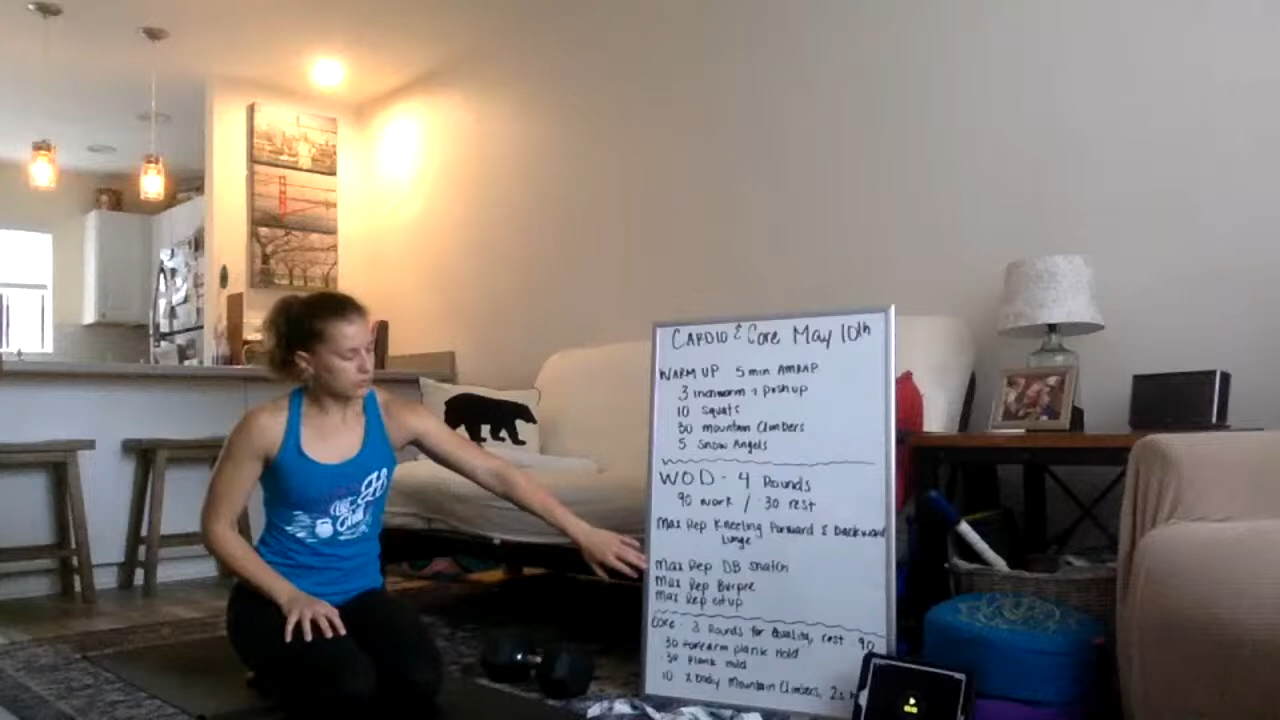 CARDIO & Core May 10th
WARM UP 5 min AMRAP
3 inchworm + pushup
10 squats
30 mountain Climbers
5 Snow Angels
WOD - 4 Rounds
90 work / :30 rest
Max Rep Kneeling Forward & backward
Lunge
Max Rep DB snatch
Max Rep Burpee
Max Rep situp
Core - 3 Rounds for Quality, rest 90
:30 forearm plank hold
:30 Plank hold
10 x body Mountain Climbers, 2s